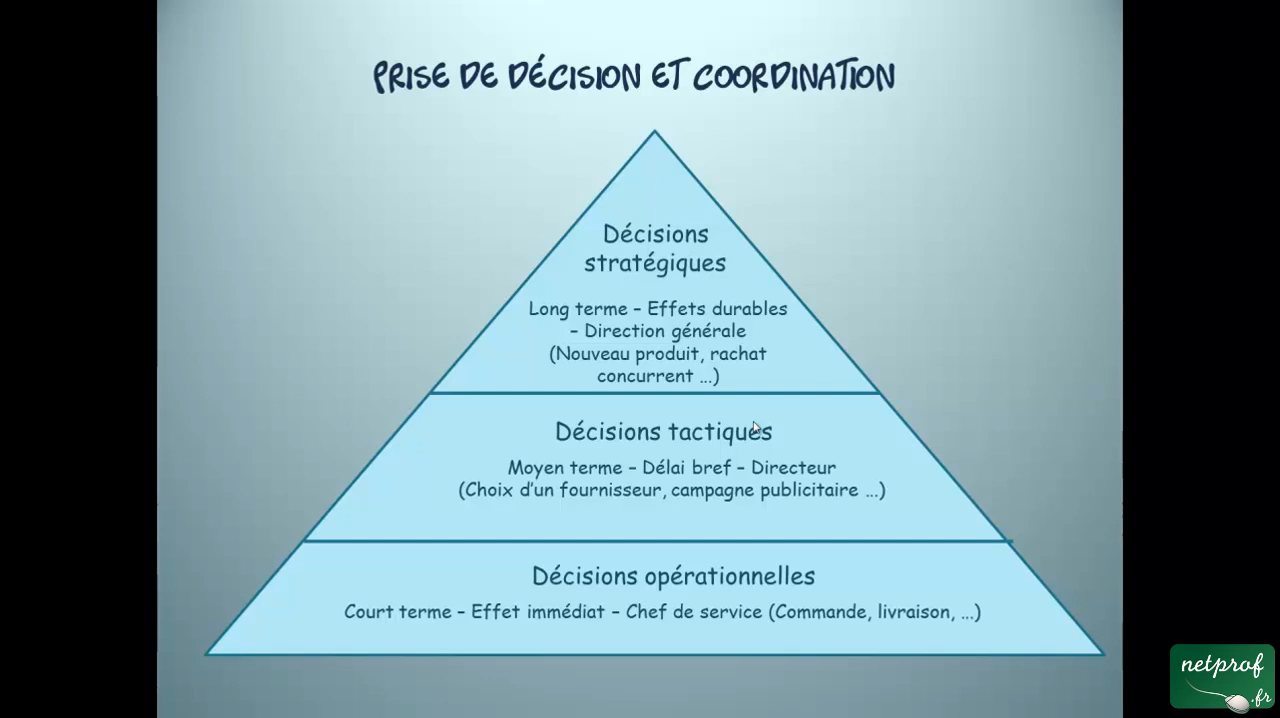 PRISE DE DÉCISION ET COORDINATION
Décisions
stratégiques
Long terme – Effets durables
– Direction générale
(Nouveau produit, rachat
concurrent ...)
Décisions tactiques
Moyen terme – Délai bref – Directeur
(Choix d'un fournisseur, campagne publicitaire ...)
Décisions opérationnelles
Court terme – Effet immédiat – Chef de service (Commande, livraison, ...)
netprof
.fr